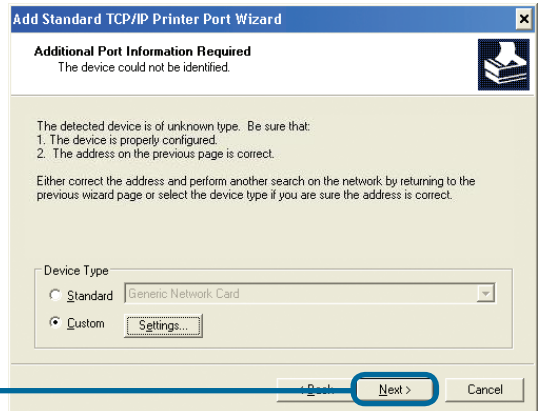 Add Standard TCP/IP Printer Port Wizard
Additional Port Information Required
The device could not be identified.
The detected device is of unknown type. Be sure that:
1. The device is properly configured.
2. The address on the previous page is correct.
Either correct the address and perform another search on the network by returning to the
previous wizard page or select the device type if you are sure the address is correct.
Device Type
Standard Generic Network Card
Custom Settings...
< Back Next > Cancel